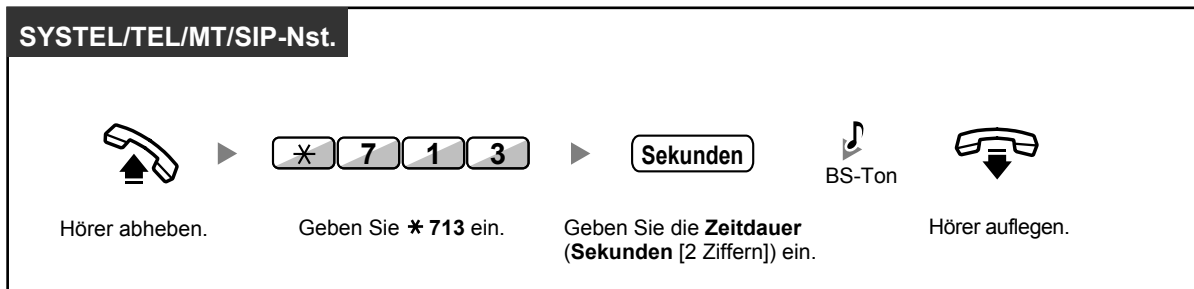 SYSTEL/TEL/MT/SIP-Nst.
* 7 1 3
Sekunden
BS-Ton
Hörer abheben.
Geben Sie * 713 ein.
Geben Sie die Zeitdauer
(Sekunden [2 Ziffern]) ein.
Hörer auflegen.